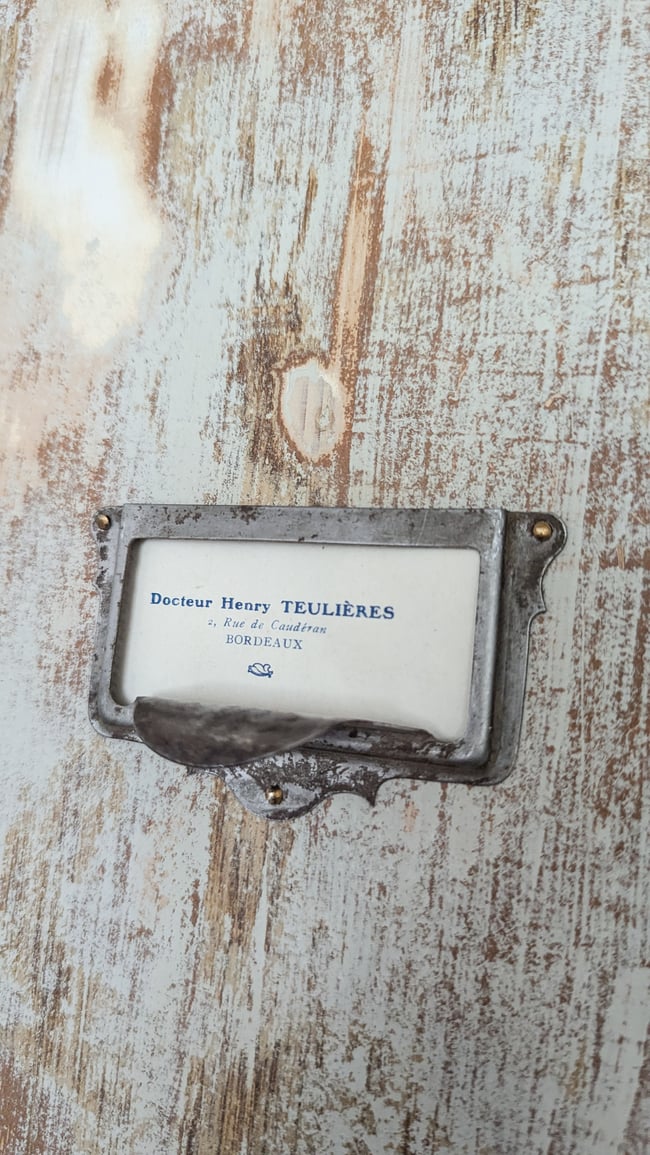 Docteur Henry TEULIÈRES
2, Rue de Caudéran
BORDEAUX